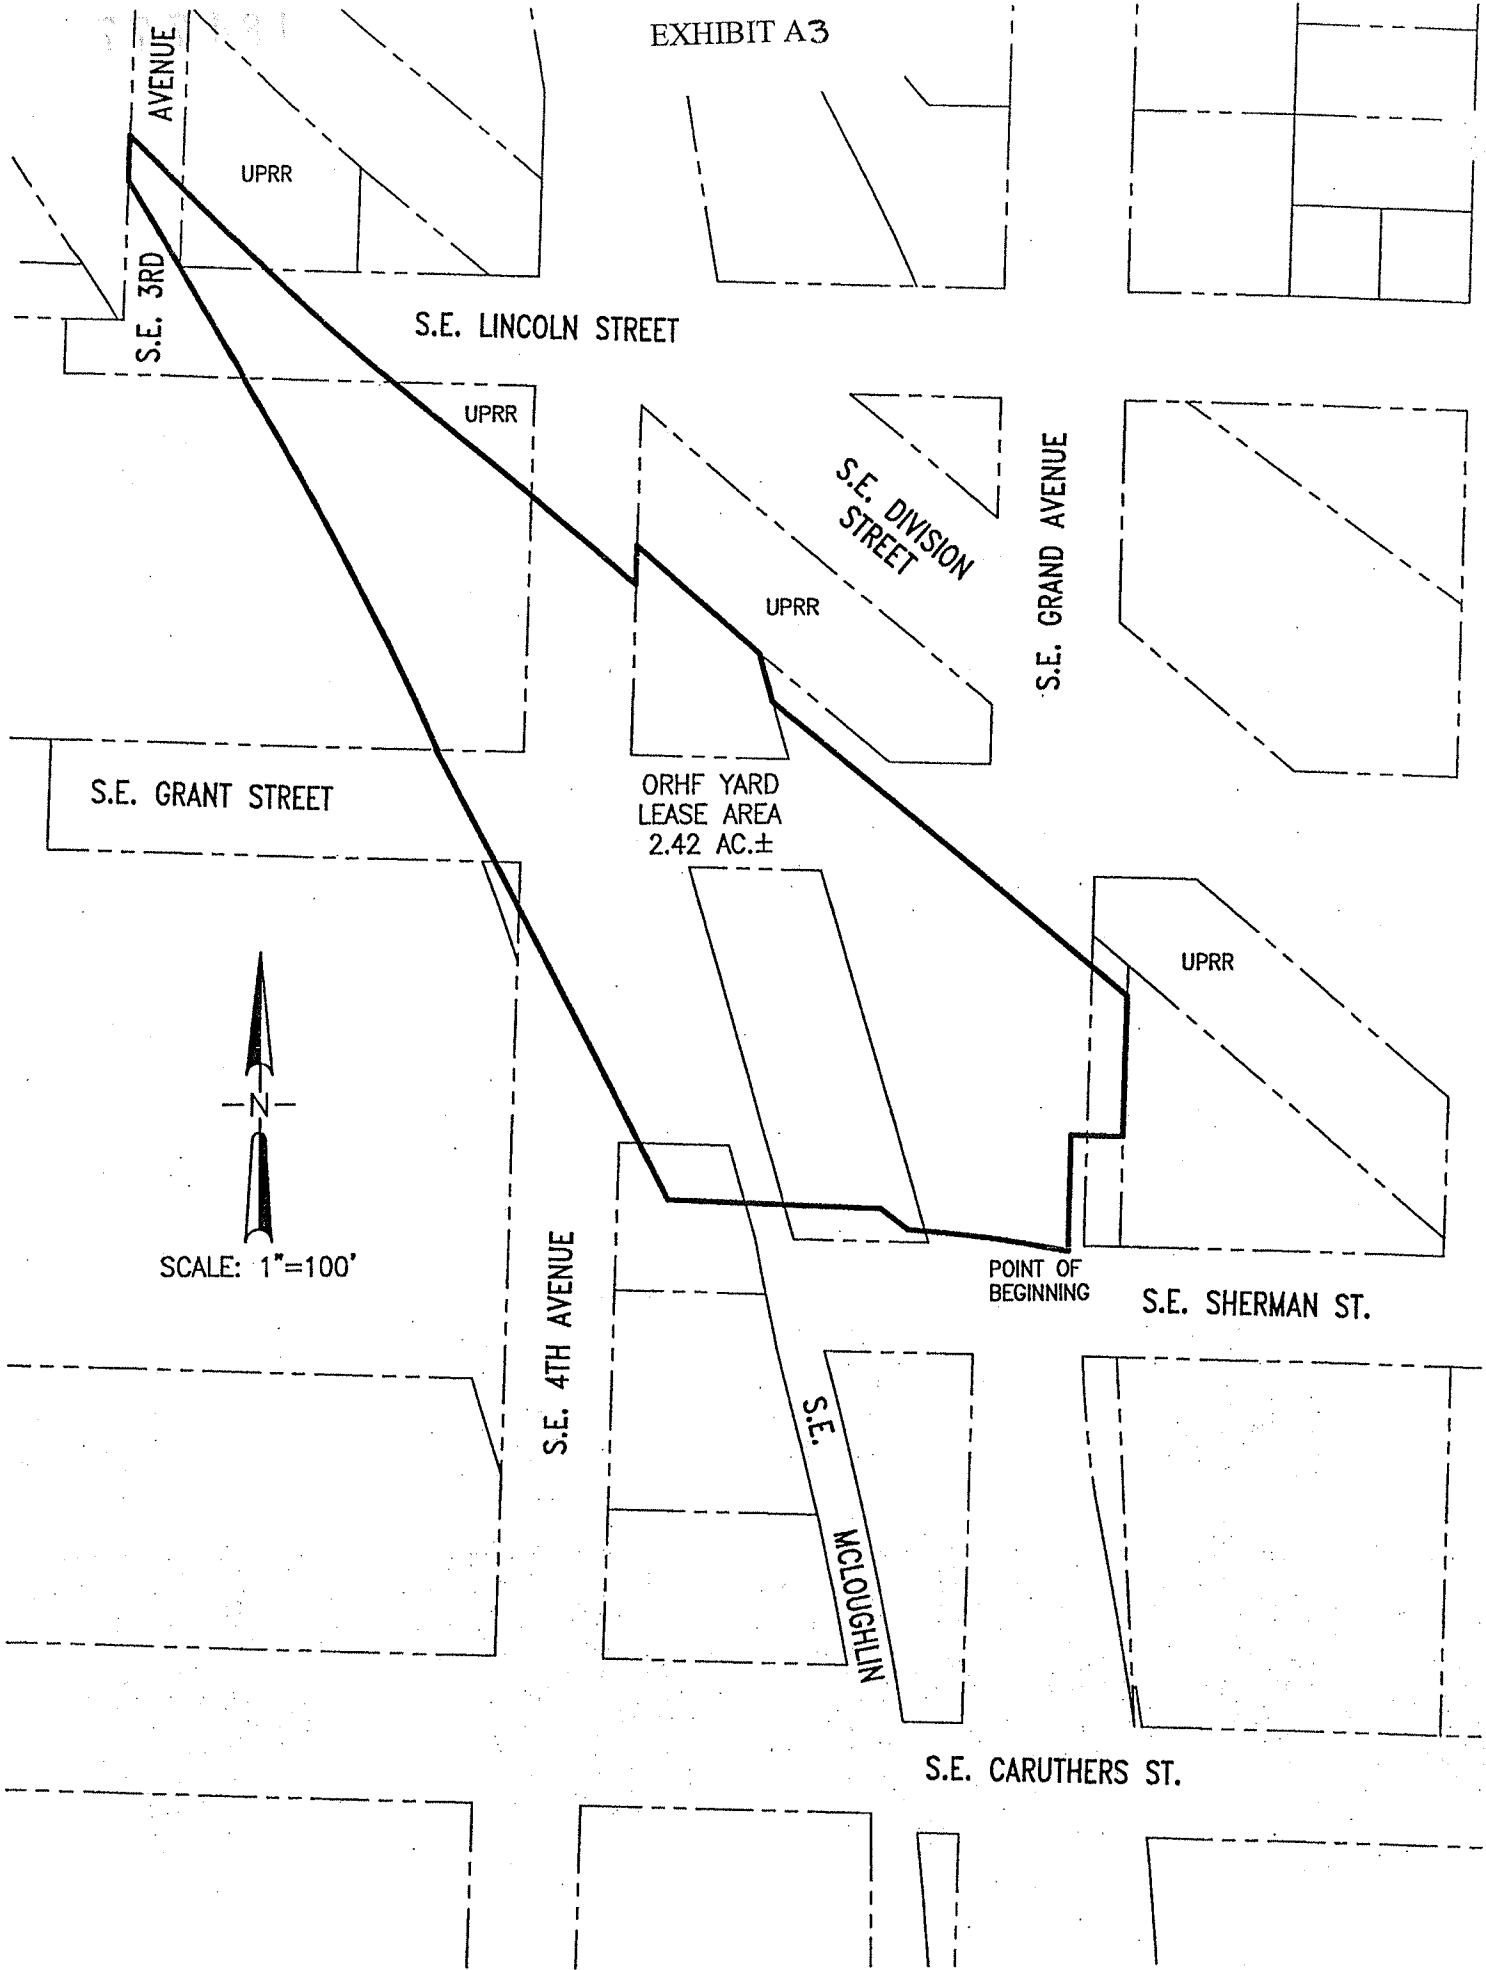 EXHIBIT A3
AVENUE
S.E. 3RD
UPRR
S.E. LINCOLN STREET
UPRR
S.E. DIVISION
STREET
S.E. GRAND AVENUE
UPRR
S.E. GRANT STREET
ORHF YARD
LEASE AREA
2.42 AC.±
UPRR
N
SCALE: 1"=100'
POINT OF
BEGINNING
S.E. SHERMAN ST.
S.E. 4TH AVENUE
S.E.
MCLOUGHLIN
S.E. CARUTHERS ST.